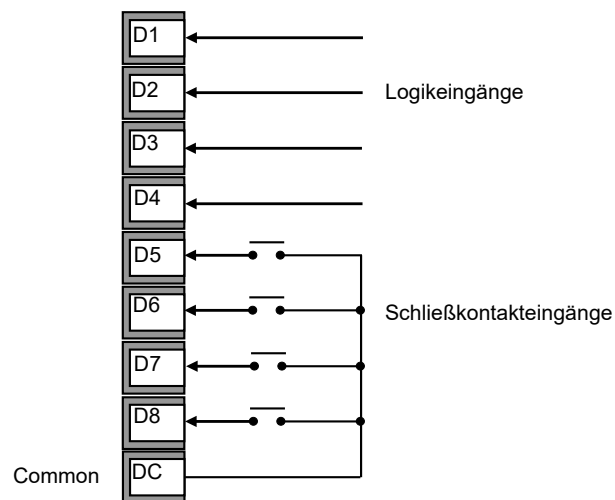 D1
D2
Logikeingänge
D3
D4
D5
D6
Schließkontakteingänge
D7
D8
Common
DC